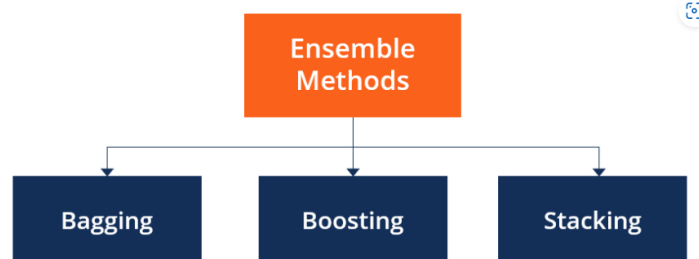 Ensemble
Methods
Bagging
Boosting
Stacking